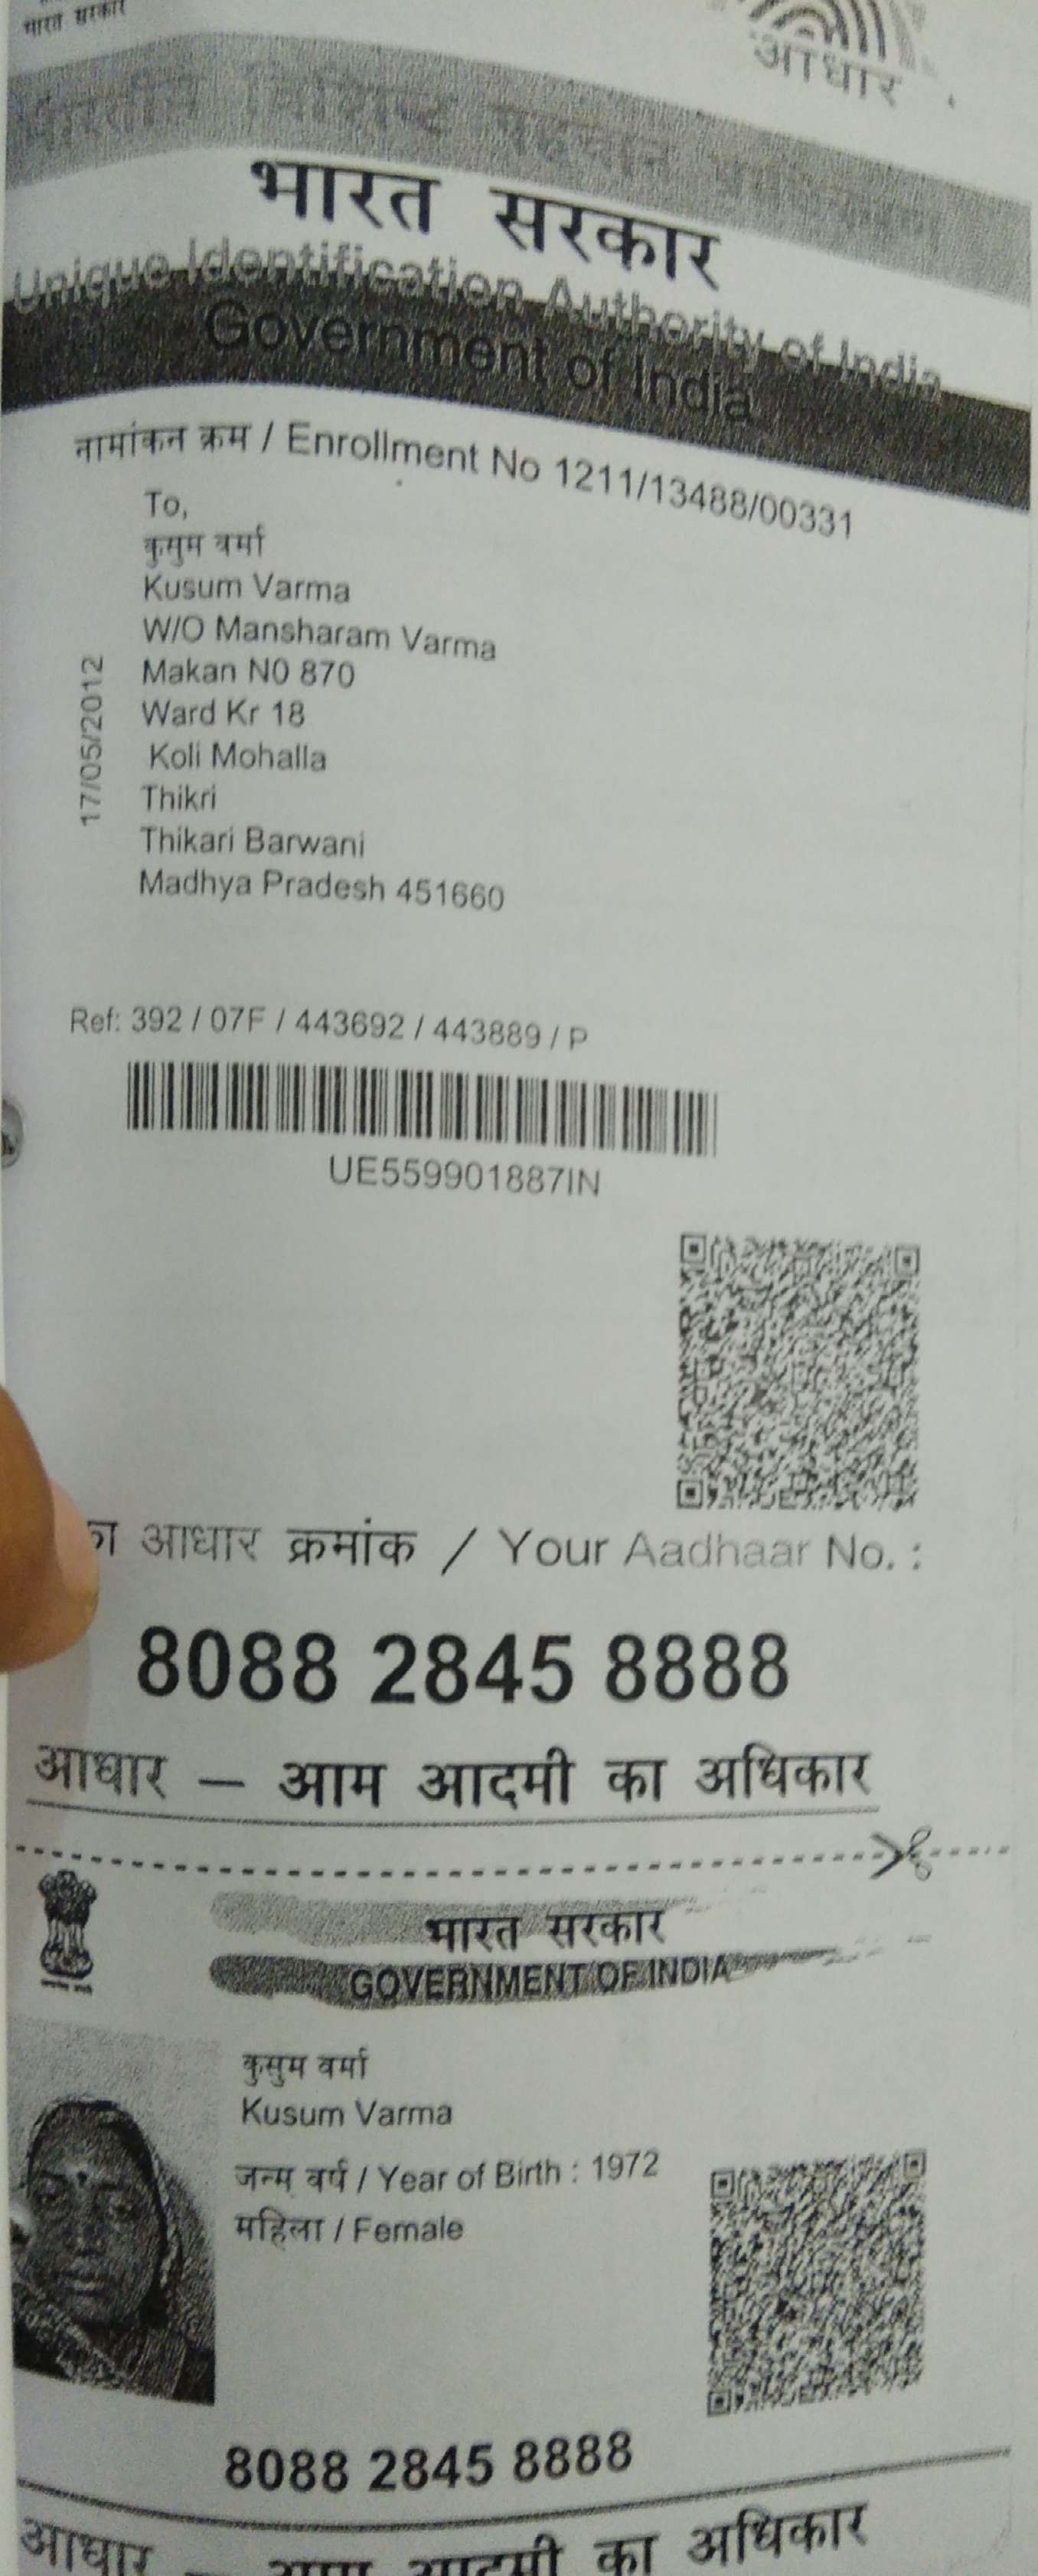 भारत सरकार
आधार
भारत सरकार
Unique Identification Authority of India
Government of India
नामांकन क्रम / Enrollment No 1211/13488/00331
To,
कुसुम वर्मा
Kusum Varma
W/O Mansharam Varma
Makan N0 870
Ward Kr 18
Koli Mohalla
Thikri
Thikari Barwani
Madhya Pradesh 451660
17/05/2012
Ref: 392 / 07F / 443692 / 443889 / P
UE559901887IN
का आधार क्रमांक / Your Aadhaar No. :
8088 2845 8888
आधार – आम आदमी का अधिकार
भारत सरकार
GOVERNMENT OF INDIA
कुसुम वर्मा
Kusum Varma
जन्म वर्ष / Year of Birth : 1972
महिला / Female
8088 2845 8888
आधार – आम आदमी का अधिकार